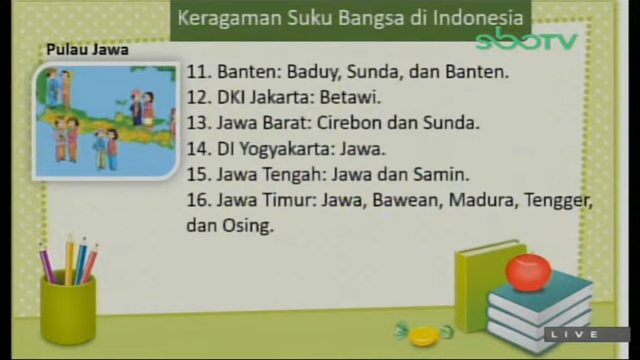 Keragaman Suku Bangsa di Indonesia
sboTV
Pulau Jawa
11. Banten: Baduy, Sunda, dan Banten.
12. DKI Jakarta: Betawi.
13. Jawa Barat: Cirebon dan Sunda.
14. DI Yogyakarta: Jawa.
15. Jawa Tengah: Jawa dan Samin.
16. Jawa Timur: Jawa, Bawean, Madura, Tengger,
dan Osing.
LIVE